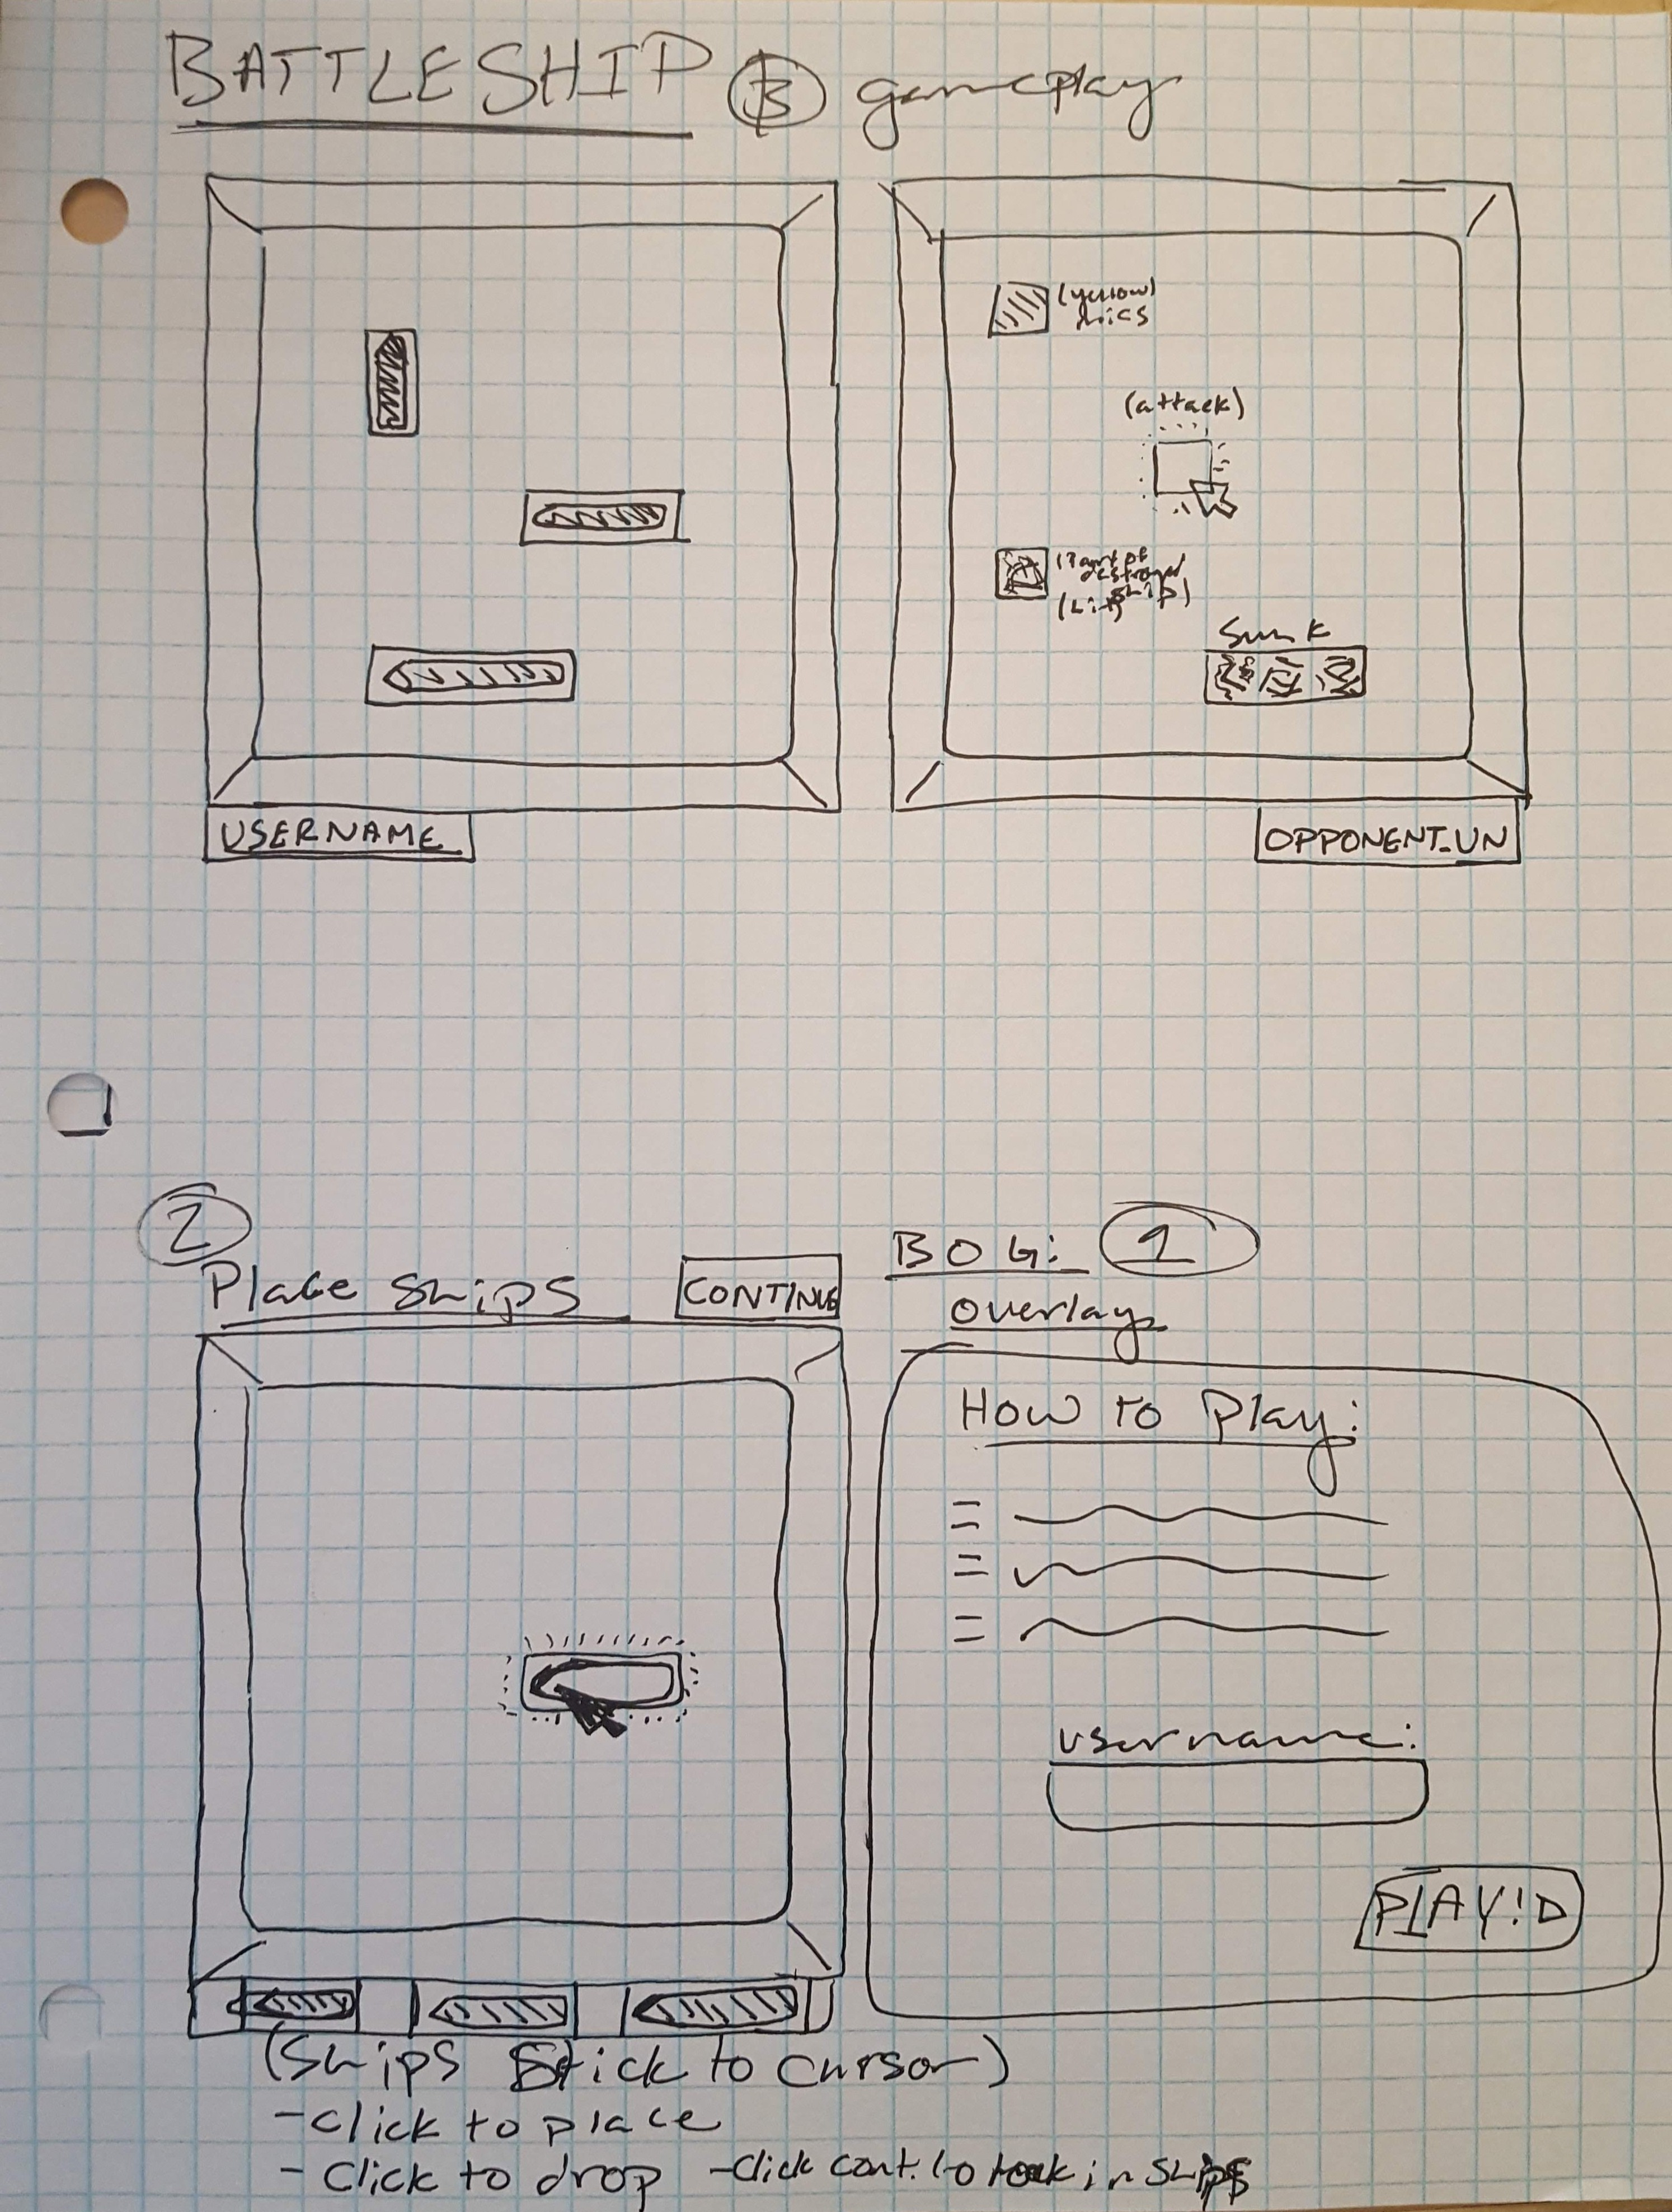 BATTLESHIP 3 gameplay
(yellow)
miss
(attack)
(Part of
destroyed
ship)
(hit)
Sunk
USERNAME
OPPONENT_UN
2
Place Ships
CONTINUE
BOG: 1
overlay
How to Play:
username:
PLAY!
(Ships Stick to cursor)
- click to place
- click to drop - click cont. to lock in ships